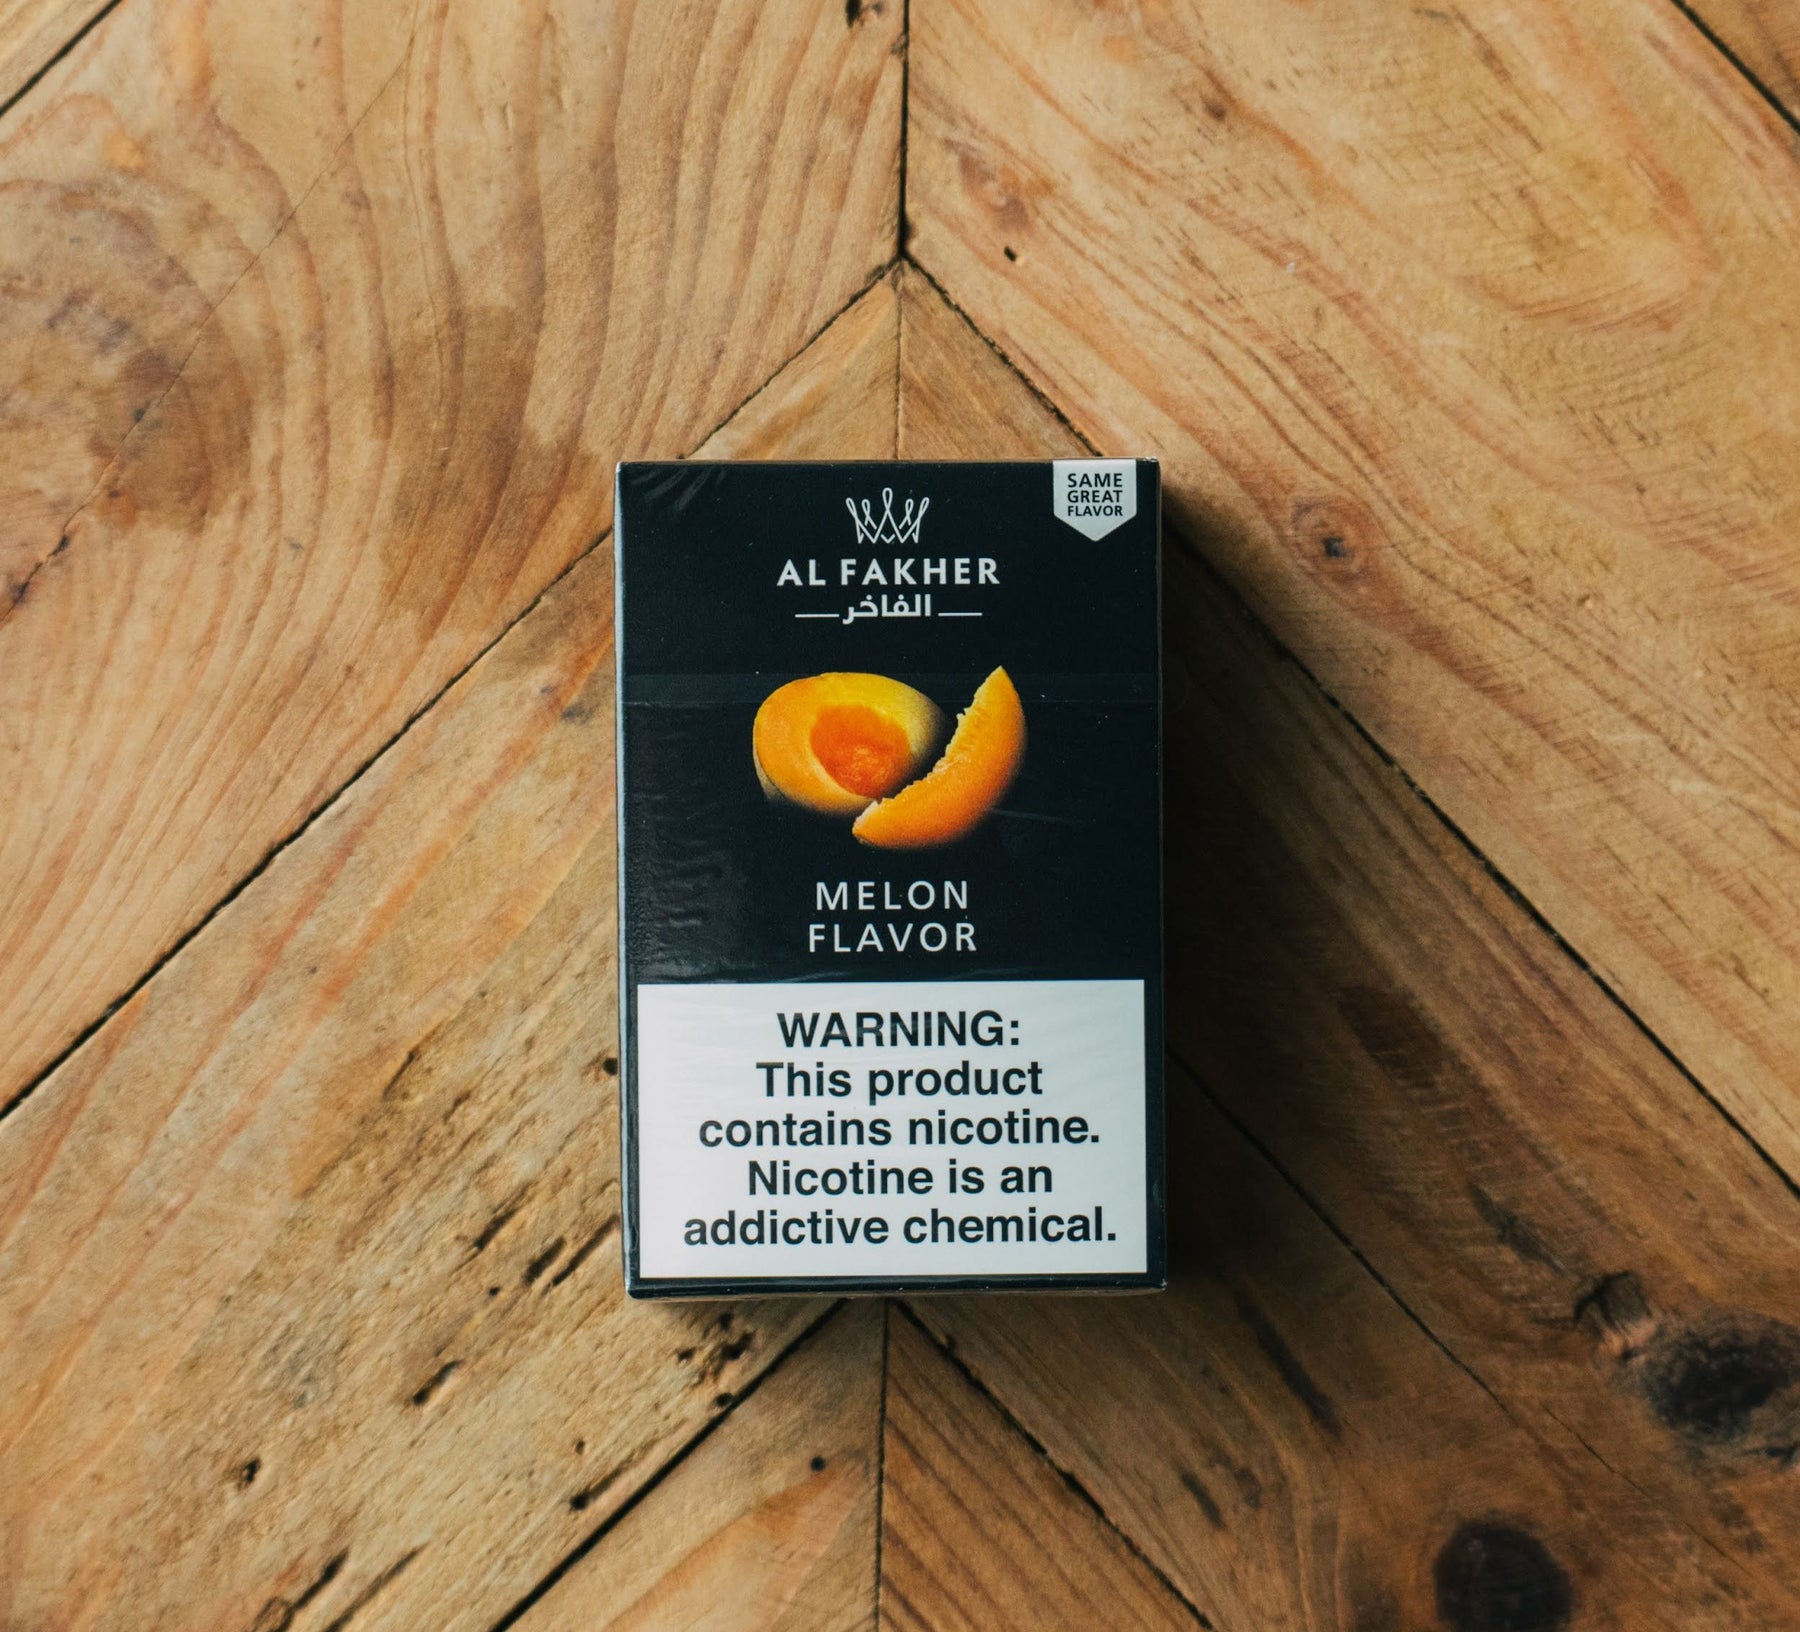 SAME
GREAT
FLAVOR
AL FAKHER
الفاخر
MELON
FLAVOR
WARNING:
This product
contains nicotine.
Nicotine is an
addictive chemical.